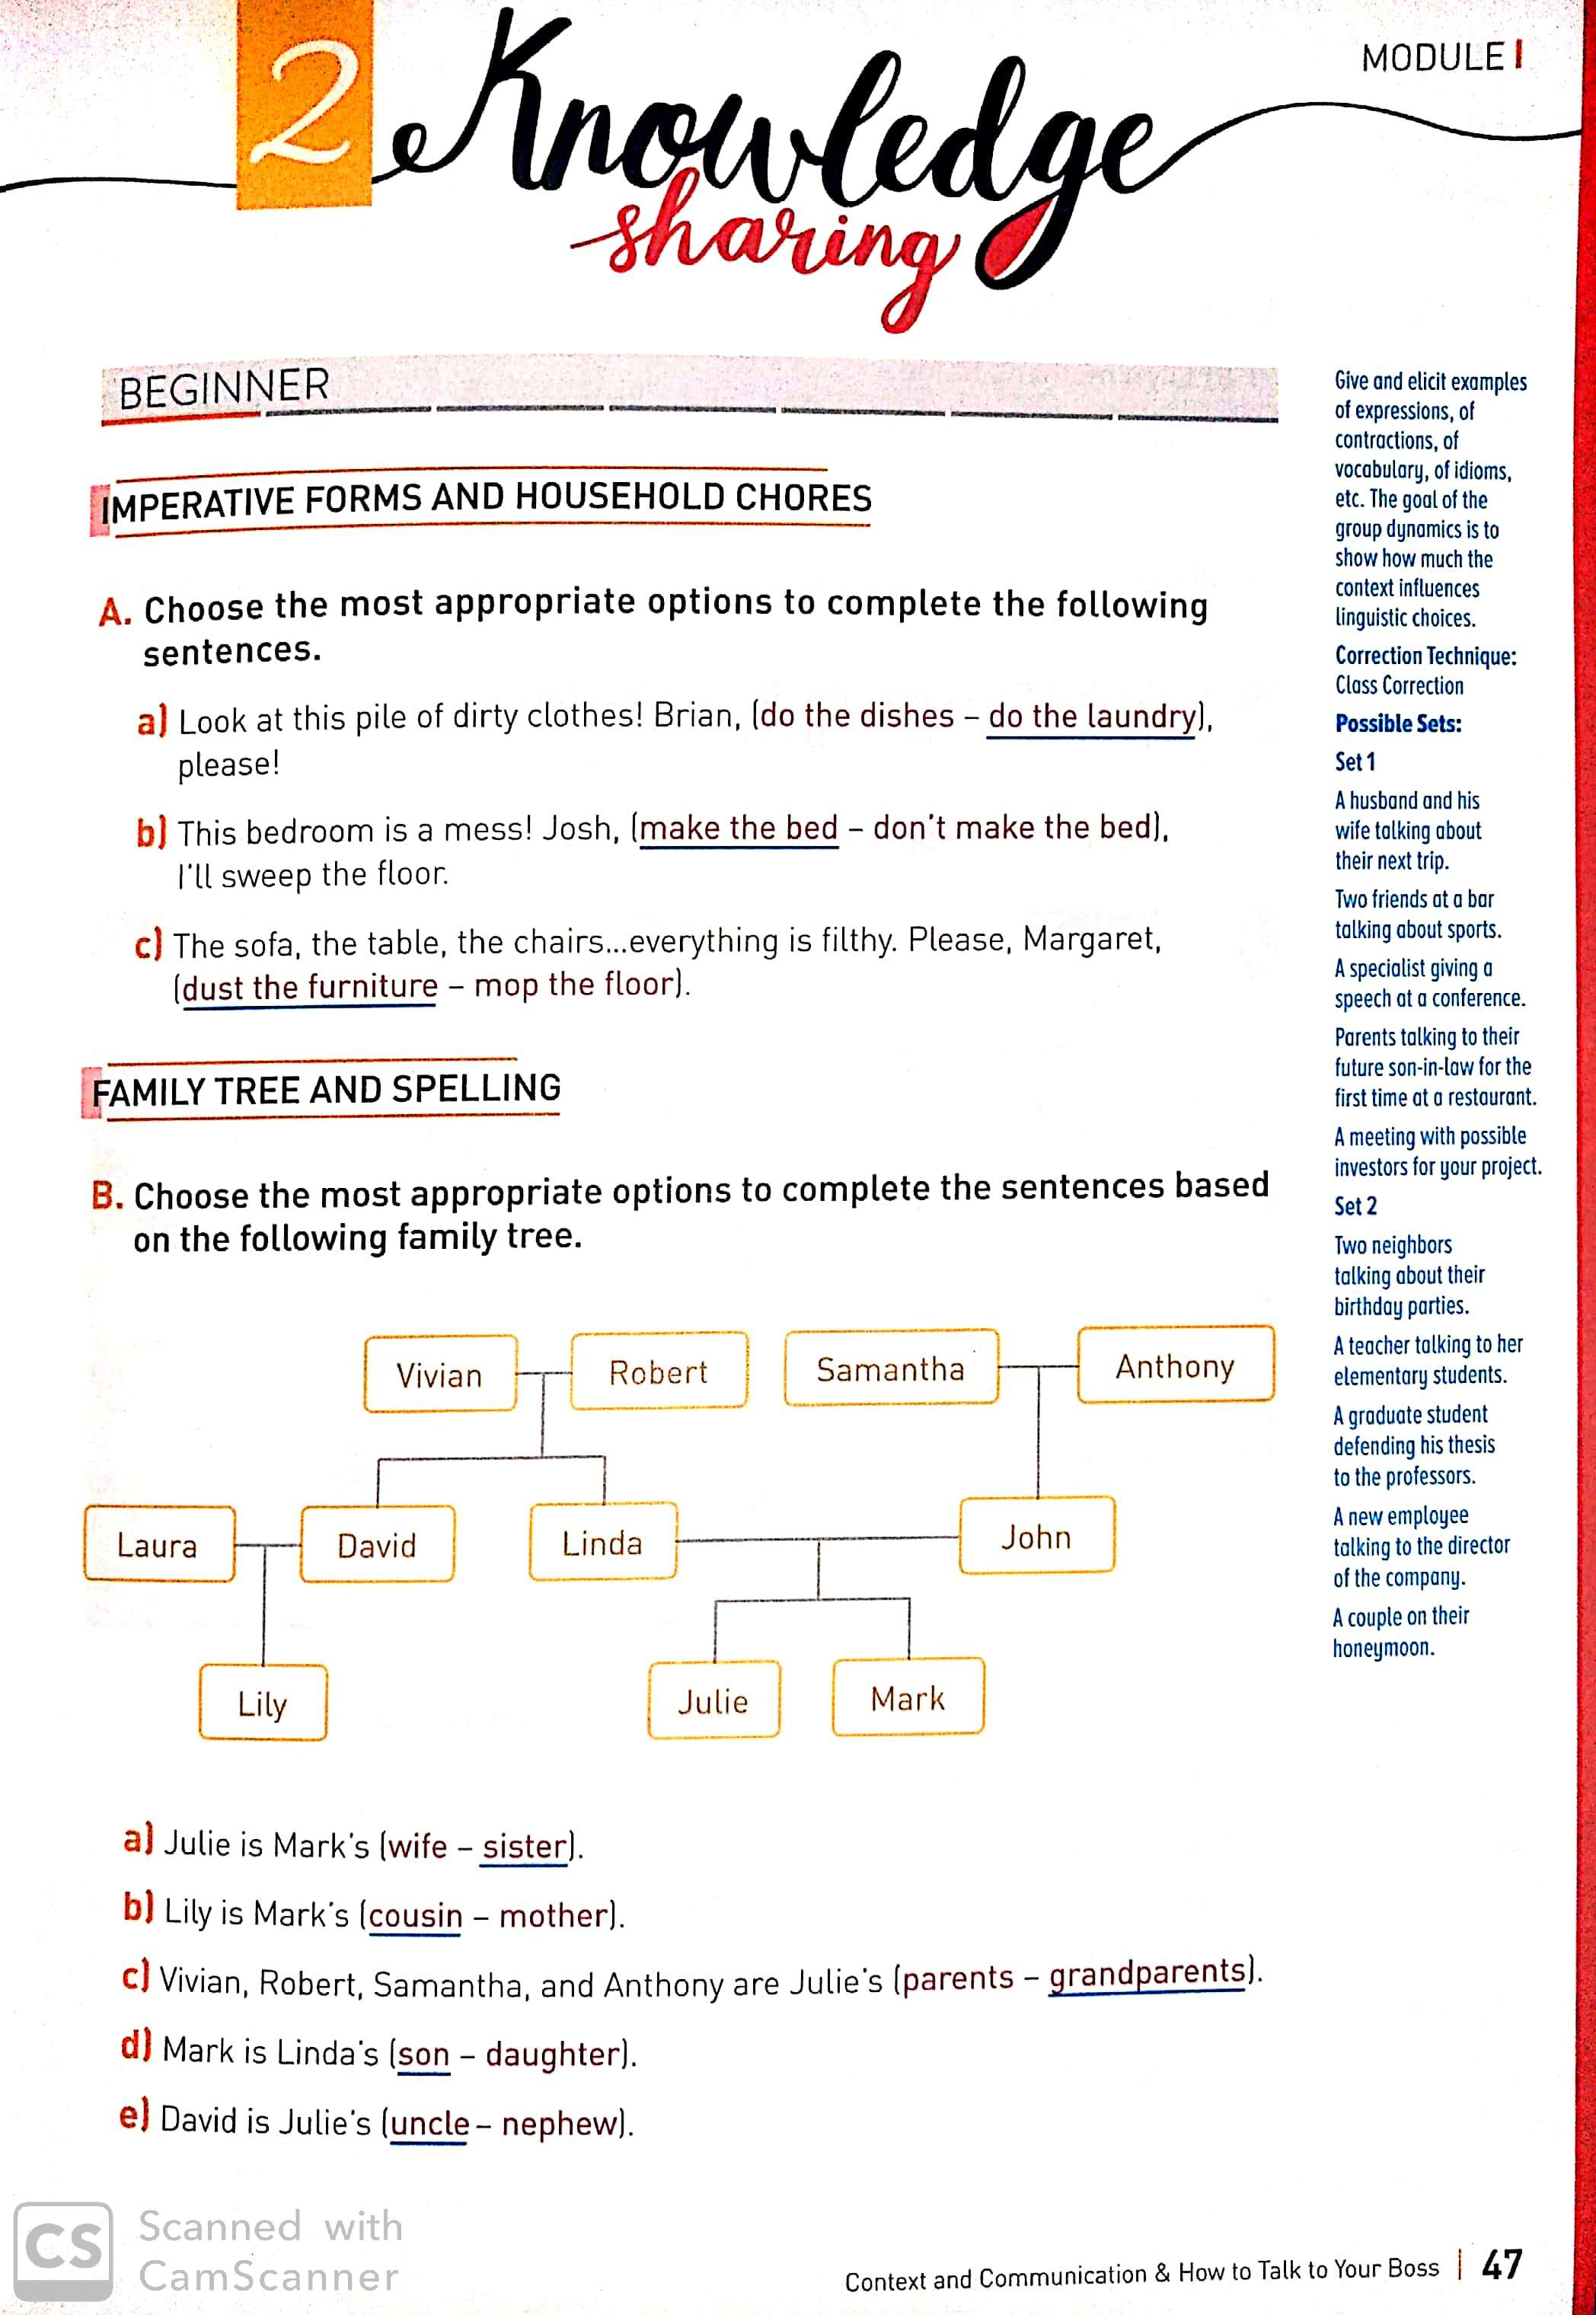 2 Knowledge
sharing
MODULE I
BEGINNER
IMPERATIVE FORMS AND HOUSEHOLD CHORES
A. Choose the most appropriate options to complete the following
sentences.
a) Look at this pile of dirty clothes! Brian, (do the dishes – do the laundry),
please!
b) This bedroom is a mess! Josh, (make the bed – don't make the bed),
I'll sweep the floor.
c) The sofa, the table, the chairs...everything is filthy. Please, Margaret,
(dust the furniture – mop the floor).
FAMILY TREE AND SPELLING
B. Choose the most appropriate options to complete the sentences based
on the following family tree.
Vivian Robert Samantha Anthony
Laura David Linda John
Lily Julie Mark
a) Julie is Mark's (wife – sister).
b) Lily is Mark's (cousin – mother).
c) Vivian, Robert, Samantha, and Anthony are Julie's (parents – grandparents).
d) Mark is Linda's (son – daughter).
e) David is Julie's (uncle – nephew).
Give and elicit examples
of expressions, of
contractions, of
vocabulary, of idioms,
etc. The goal of the
group dynamics is to
show how much the
context influences
linguistic choices.
Correction Technique:
Class Correction
Possible Sets:
Set 1
A husband and his
wife talking about
their next trip.
Two friends at a bar
talking about sports.
A specialist giving a
speech at a conference.
Parents talking to their
future son-in-law for the
first time at a restaurant.
A meeting with possible
investors for your project.
Set 2
Two neighbors
talking about their
birthday parties.
A teacher talking to her
elementary students.
A graduate student
defending his thesis
to the professors.
A new employee
talking to the director
of the company.
A couple on their
honeymoon.
CS Scanned with
CamScanner
Context and Communication & How to Talk to Your Boss | 47